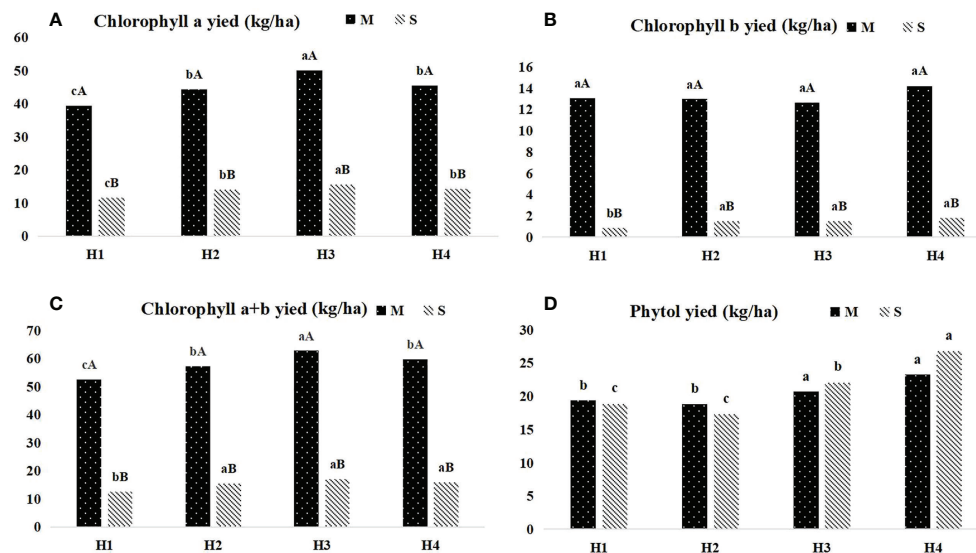 A Chlorophyll a yied (kg/ha) M S
60
50
40
30
20
10
0
cA cB bA bB aA aB bA bB
H1 H2 H3 H4
B Chlorophyll b yied (kg/ha) M S
16
14
12
10
8
6
4
2
0
aA bB aA aB aA aB aA aB
H1 H2 H3 H4
C Chlorophyll a+b yied (kg/ha) M S
70
60
50
40
30
20
10
0
cA bB bA aB aA aB bA aB
H1 H2 H3 H4
D Phytol yied (kg/ha) M S
30
25
20
15
10
5
0
b c b c a b a a
H1 H2 H3 H4